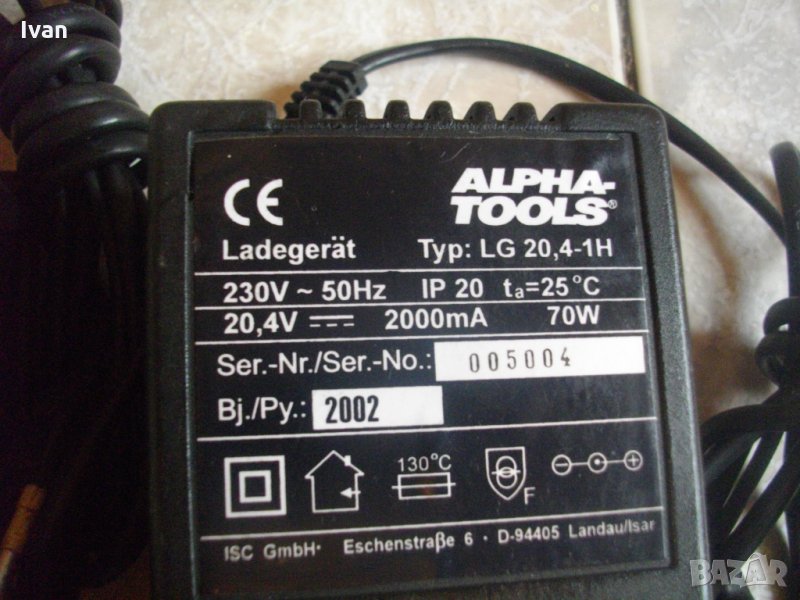 Ivan
CE
ALPHA-
TOOLS®
Ladegerät Typ: LG 20,4-1H
230V ~ 50Hz IP 20 ta=25°C
20,4V 2000mA 70W
Ser.-Nr./Ser.-No.: 005004
Bj./Py.: 2002
130°C
F
ISC GmbH · Eschenstraße 6 · D-94405 Landau/Isar
BAZAR